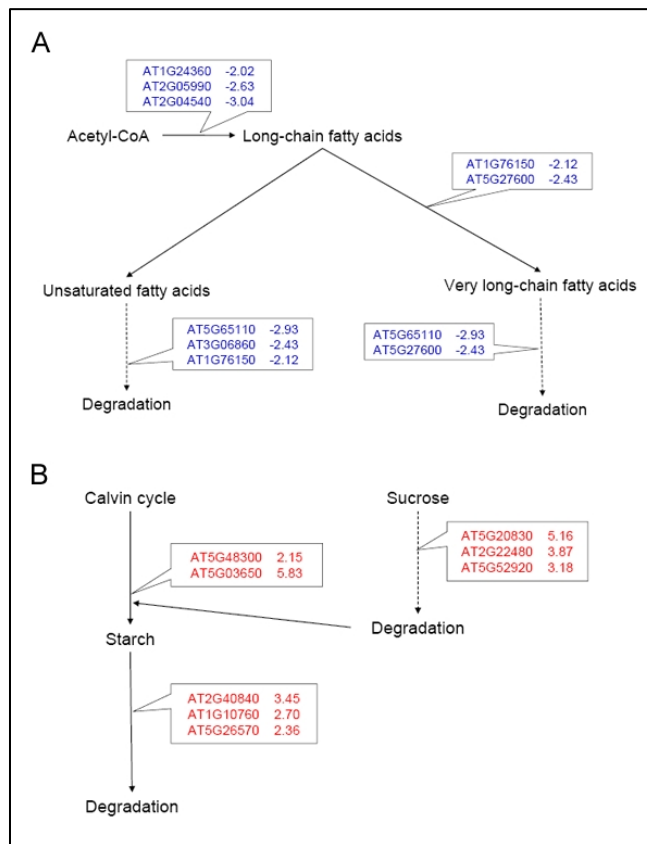 A
AT1G24360 -2.02
AT2G05990 -2.63
AT2G04540 -3.04
Acetyl-CoA Long-chain fatty acids
AT1G76150 -2.12
AT5G27600 -2.43
Unsaturated fatty acids Very long-chain fatty acids
AT5G65110 -2.93
AT3G06860 -2.43
AT1G76150 -2.12
AT5G65110 -2.93
AT5G27600 -2.43
Degradation Degradation
B
Calvin cycle Sucrose
AT5G20830 5.16
AT2G22480 3.87
AT5G52920 3.18
AT5G48300 2.15
AT5G03650 5.83
Degradation
Starch
AT2G40840 3.45
AT1G10760 2.70
AT5G26570 2.36
Degradation